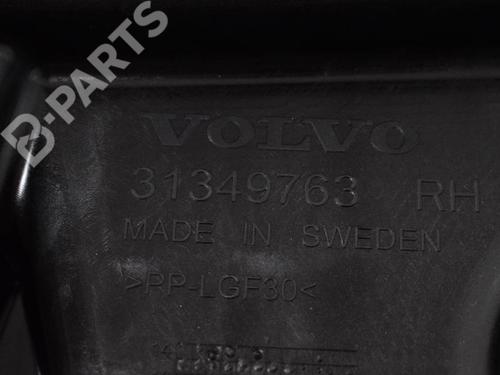 B-PARTS
VOLVO
31349763 RH
MADE IN SWEDEN
>PP-LGF30<